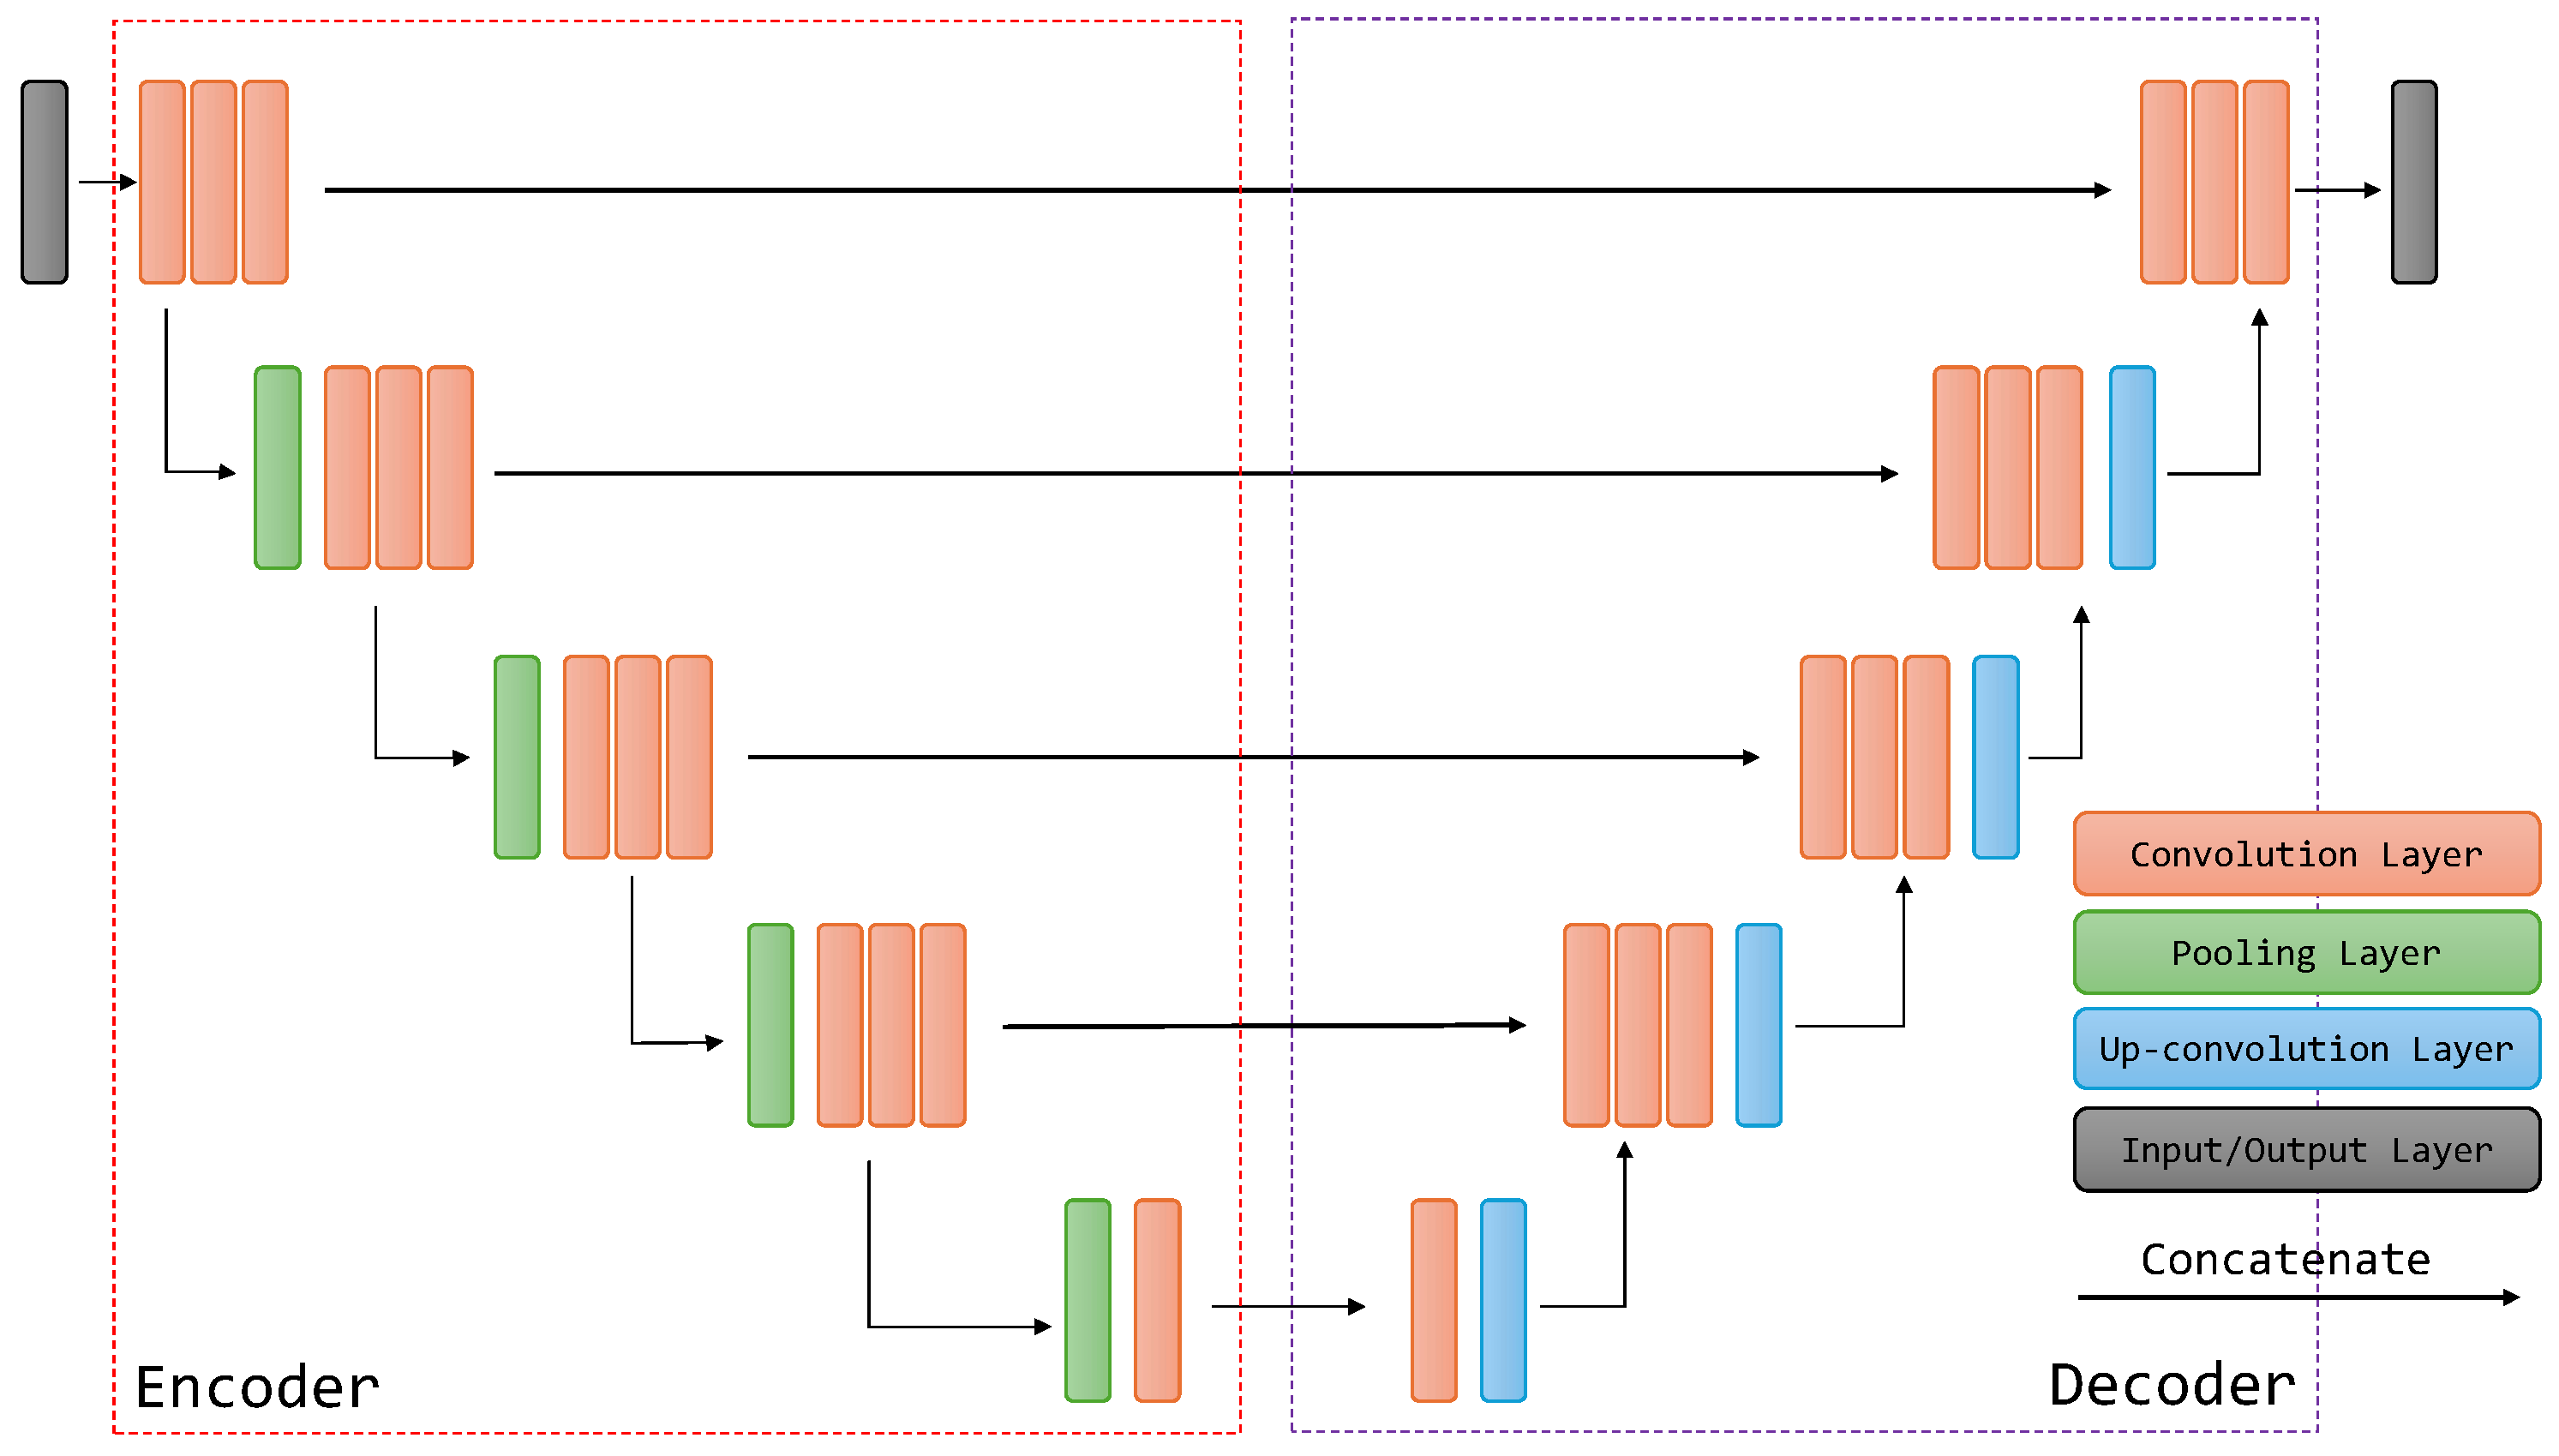 Convolution Layer
Pooling Layer
Up-convolution Layer
Input/Output Layer
Concatenate
Encoder
Decoder